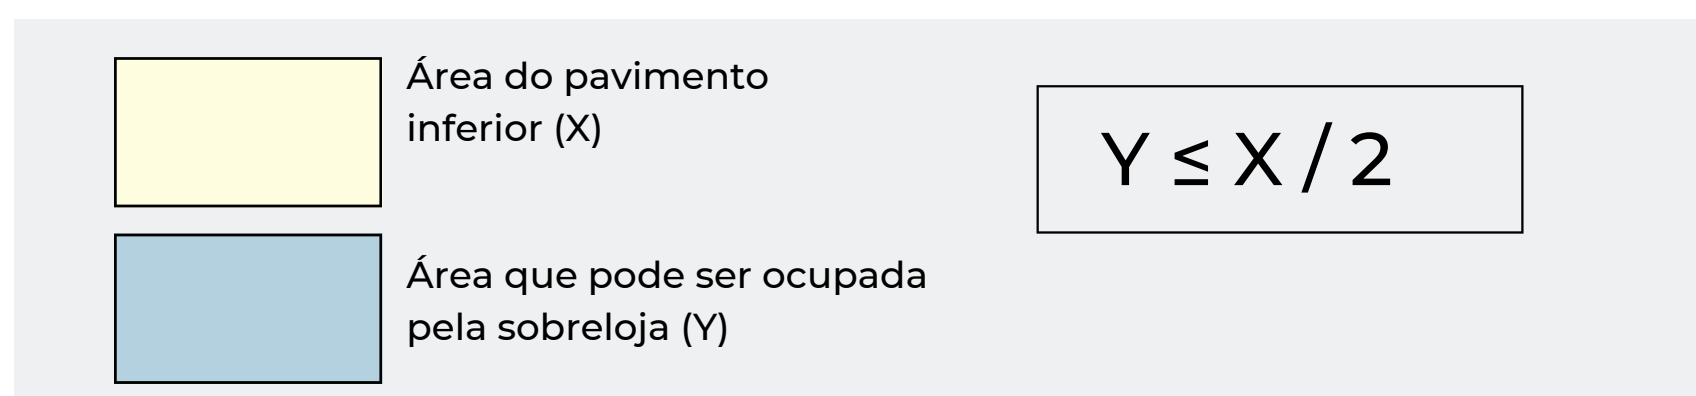 Área do pavimento
inferior (X)
Y ≤ X / 2
Área que pode ser ocupada
pela sobreloja (Y)